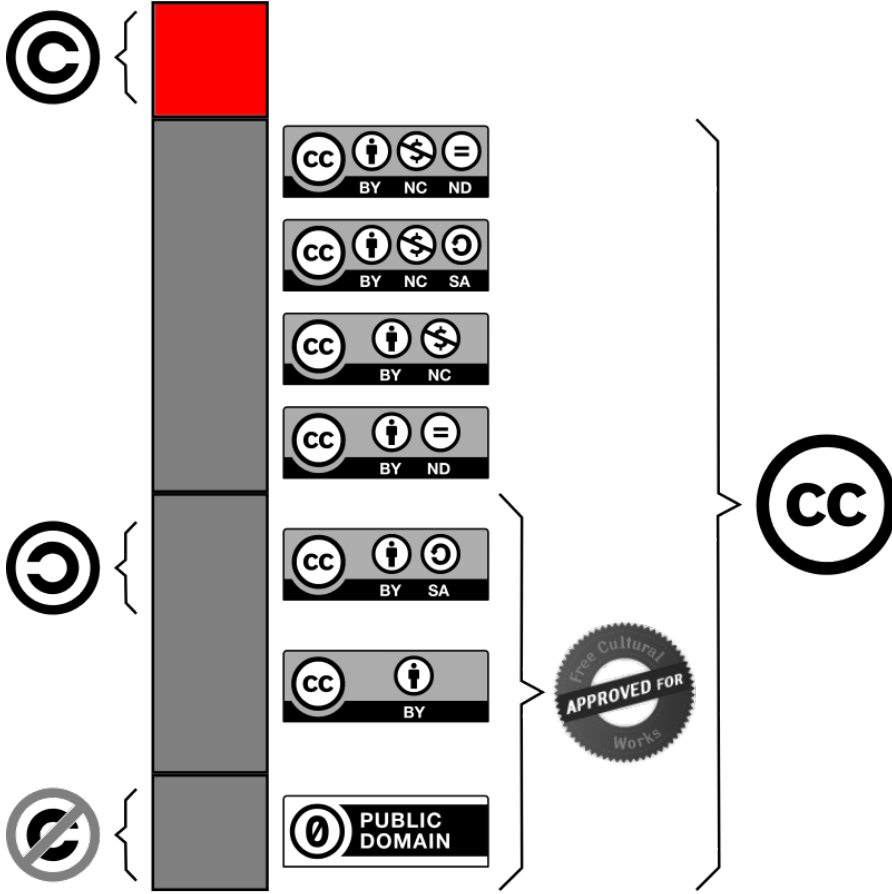 ©
CC BY NC ND
CC BY NC SA
CC BY NC
CC BY ND
CC BY SA
CC BY
0 PUBLIC
DOMAIN
Free Cultural
APPROVED FOR
Works
CC